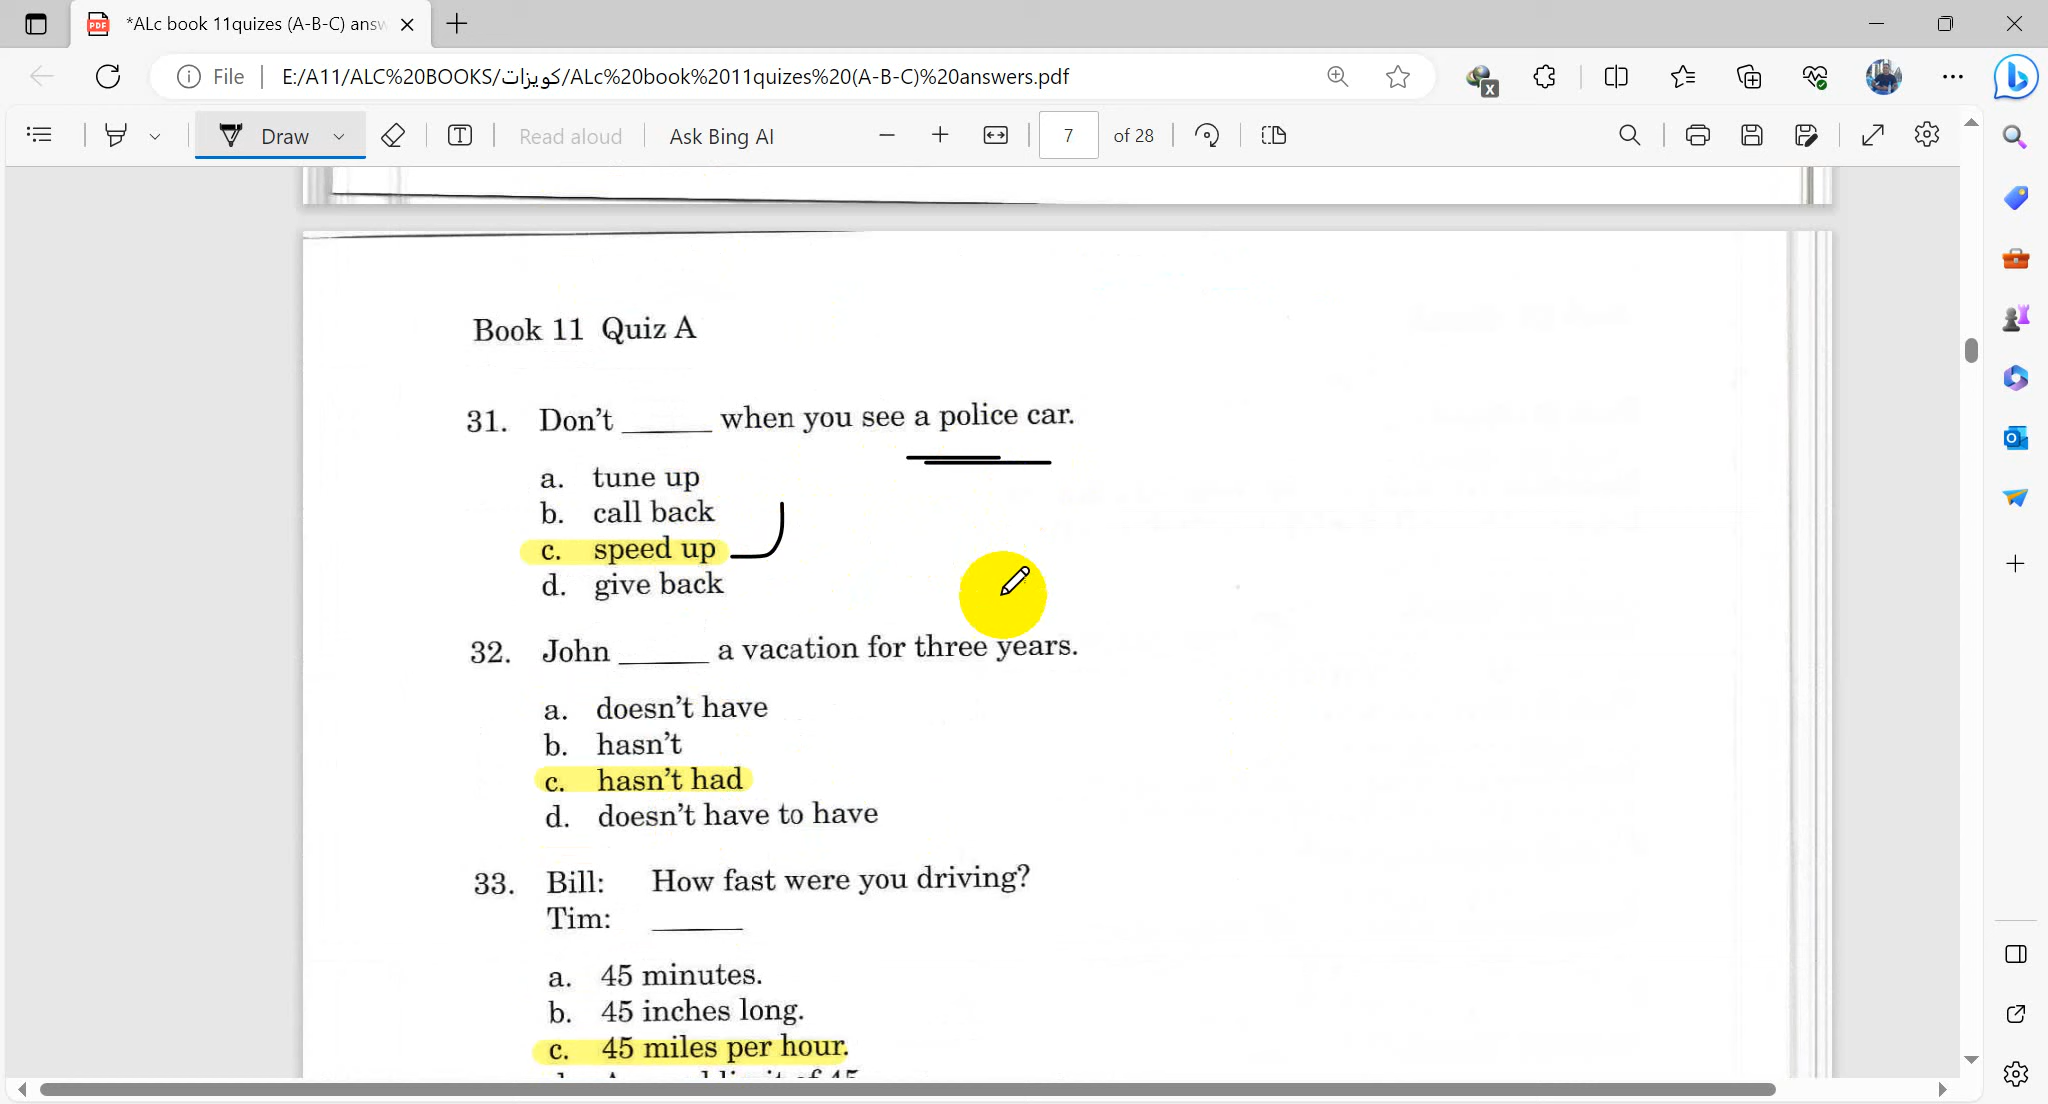 *ALc book 11quizes (A-B-C) answ
File
E:/A11/ALC%20BOOKS/كويزات/ALc%20book%2011quizes%20(A-B-C)%20answers.pdf
Draw
Read aloud
Ask Bing AI
7
of 28
Book 11 Quiz A
31. Don't ______ when you see a police car.
a. tune up
b. call back
c. speed up
d. give back
32. John ______ a vacation for three years.
a. doesn't have
b. hasn't
c. hasn't had
d. doesn't have to have
33. Bill: How fast were you driving?
Tim: ______
a. 45 minutes.
b. 45 inches long.
c. 45 miles per hour.